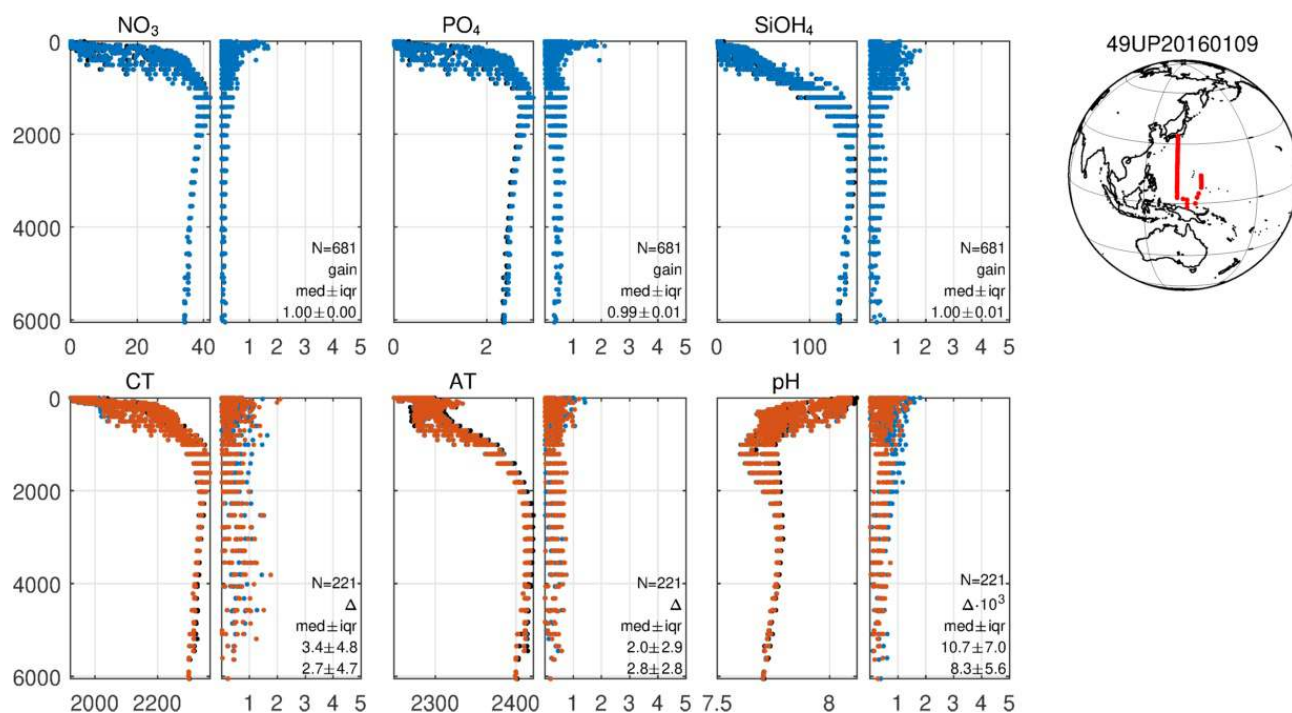 NO3
PO4
SiOH4
49UP20160109
0
2000
4000
6000
N=681
gain
med±iqr
1.00±0.00
N=681
gain
med±iqr
0.99±0.01
N=681
gain
med±iqr
1.00±0.01
0 20 40 1 2 3 4 5
0 2 1 2 3 4 5
0 100 1 2 3 4 5
CT
AT
pH
0
2000
4000
6000
N=221
Δ
med±iqr
3.4±4.8
2.7±4.7
N=221
Δ
med±iqr
2.0±2.9
2.8±2.8
N=221
Δ·10³
med±iqr
10.7±7.0
8.3±5.6
2000 2200 1 2 3 4 5
2300 2400 1 2 3 4 5
7.5 8 1 2 3 4 5